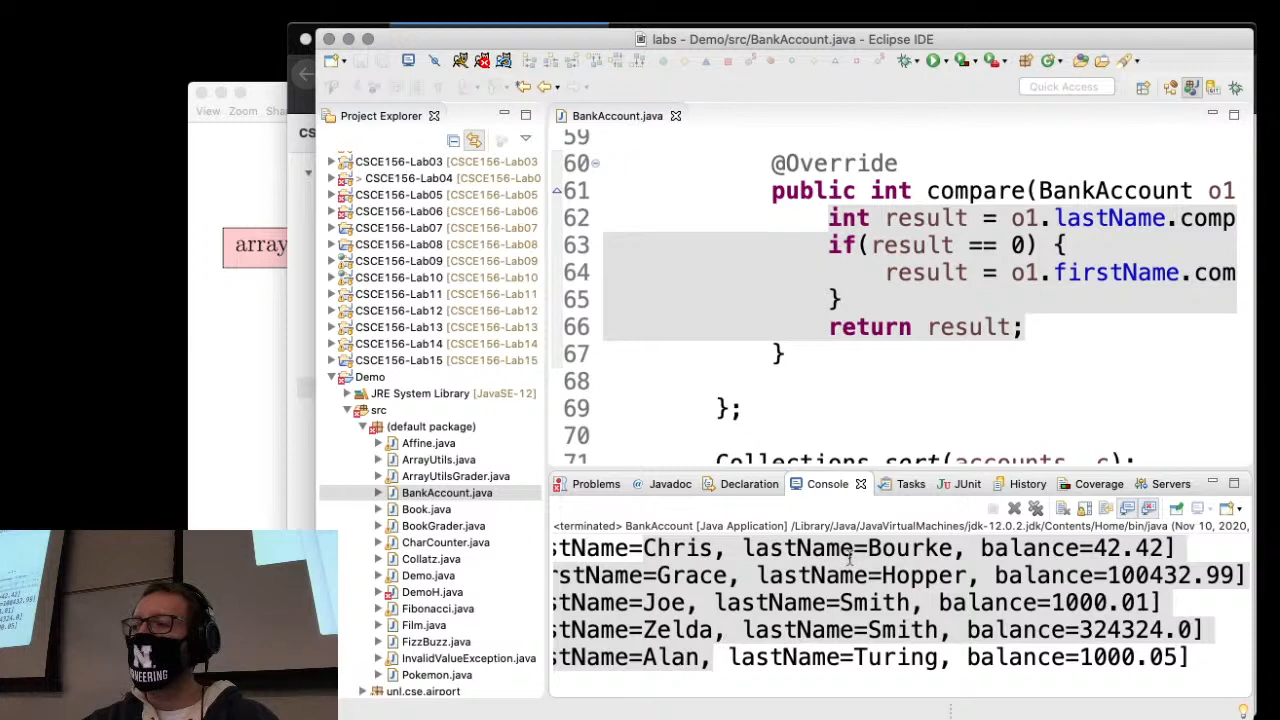 labs - Demo/src/BankAccount.java - Eclipse IDE
Quick Access
View Zoom
array
Project Explorer
CSCE156-Lab03 [CSCE156-Lab03
> CSCE156-Lab04 [CSCE156-Lab0
CSCE156-Lab05 [CSCE156-Lab05
CSCE156-Lab06 [CSCE156-Lab06
CSCE156-Lab07 [CSCE156-Lab07
CSCE156-Lab08 [CSCE156-Lab08
CSCE156-Lab09 [CSCE156-Lab09
CSCE156-Lab10 [CSCE156-Lab10
CSCE156-Lab11 [CSCE156-Lab11
CSCE156-Lab12 [CSCE156-Lab12
CSCE156-Lab13 [CSCE156-Lab13
CSCE156-Lab14 [CSCE156-Lab14
CSCE156-Lab15 [CSCE156-Lab15
Demo
JRE System Library [JavaSE-12]
src
(default package)
Affine.java
ArrayUtils.java
ArrayUtilsGrader.java
BankAccount.java
Book.java
BookGrader.java
CharCounter.java
Collatz.java
Demo.java
DemoH.java
Fibonacci.java
Film.java
FizzBuzz.java
InvalidValueException.java
Pokemon.java
unl.cse.airport
BankAccount.java
59
60 @Override
61 public int compare(BankAccount o1
62 int result = o1.lastName.comp
63 if(result == 0) {
64 result = o1.firstName.com
65 }
66 return result;
67 }
68
69 };
70
71 Collections.sort(accounts, c);
Problems Javadoc Declaration Console Tasks JUnit History Coverage Servers
<terminated> BankAccount [Java Application] /Library/Java/JavaVirtualMachines/jdk-12.0.2.jdk/Contents/Home/bin/java (Nov 10, 2020,
stName=Chris, lastName=Bourke, balance=42.42]
rstName=Grace, lastName=Hopper, balance=100432.99]
stName=Joe, lastName=Smith, balance=1000.01]
stName=Zelda, lastName=Smith, balance=324324.0]
stName=Alan, lastName=Turing, balance=1000.05]
N
ENGINEERING